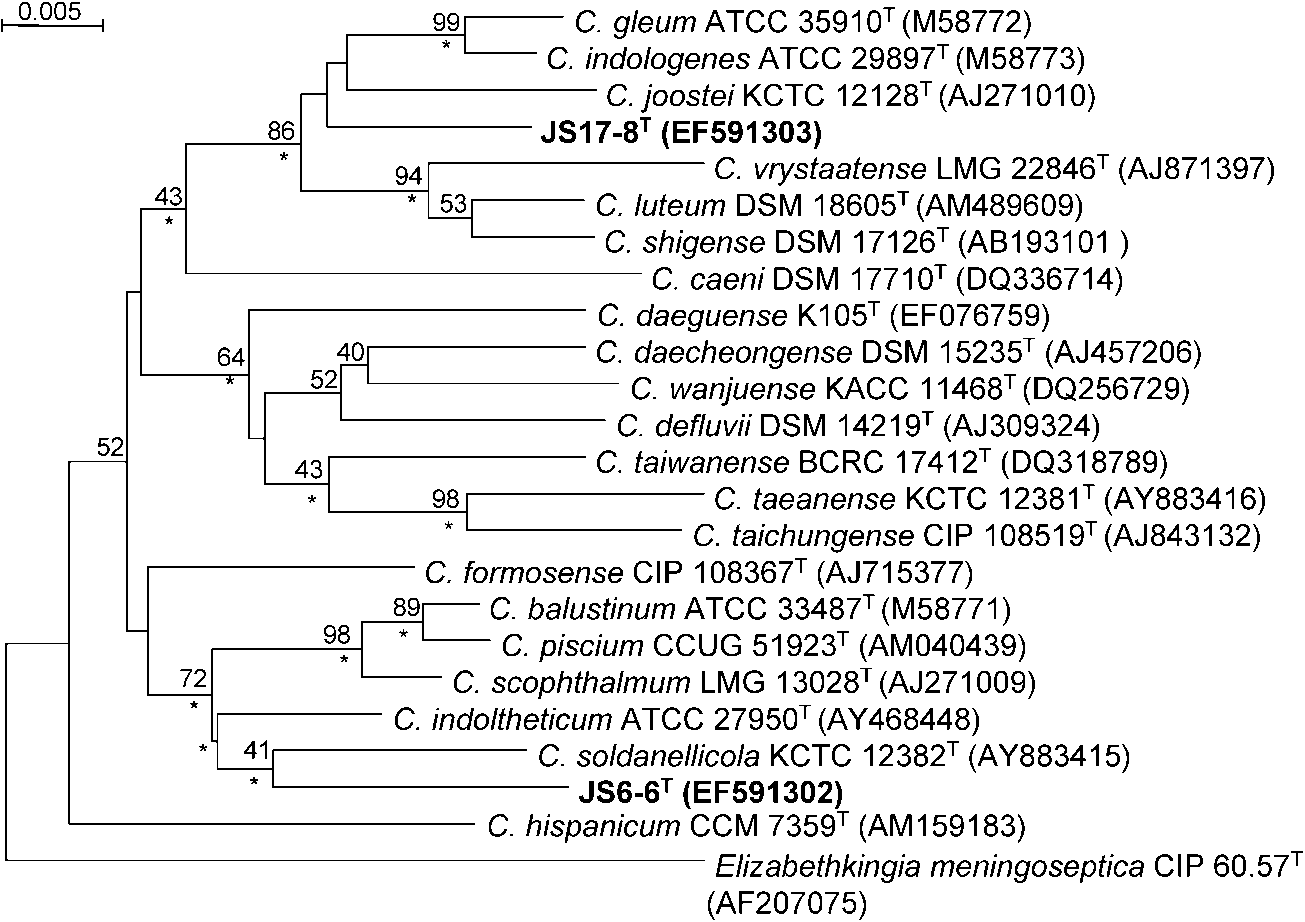 0.005
99
*
C. gleum ATCC 35910ᵀ (M58772)
C. indologenes ATCC 29897ᵀ (M58773)
C. joostei KCTC 12128ᵀ (AJ271010)
86
*
JS17-8ᵀ (EF591303)
94
*
C. vrystaatense LMG 22846ᵀ (AJ871397)
43
*
53
C. luteum DSM 18605ᵀ (AM489609)
C. shigense DSM 17126ᵀ (AB193101 )
C. caeni DSM 17710ᵀ (DQ336714)
C. daeguense K105ᵀ (EF076759)
64
*
40
C. daecheongense DSM 15235ᵀ (AJ457206)
52
C. wanjuense KACC 11468ᵀ (DQ256729)
C. defluvii DSM 14219ᵀ (AJ309324)
52
43
*
C. taiwanense BCRC 17412ᵀ (DQ318789)
98
*
C. taeanense KCTC 12381ᵀ (AY883416)
C. taichungense CIP 108519ᵀ (AJ843132)
C. formosense CIP 108367ᵀ (AJ715377)
89
*
C. balustinum ATCC 33487ᵀ (M58771)
98
*
C. piscium CCUG 51923ᵀ (AM040439)
72
*
C. scophthalmum LMG 13028ᵀ (AJ271009)
C. indoltheticum ATCC 27950ᵀ (AY468448)
*
41
*
C. soldanellicola KCTC 12382ᵀ (AY883415)
JS6-6ᵀ (EF591302)
C. hispanicum CCM 7359ᵀ (AM159183)
Elizabethkingia meningoseptica CIP 60.57ᵀ
(AF207075)